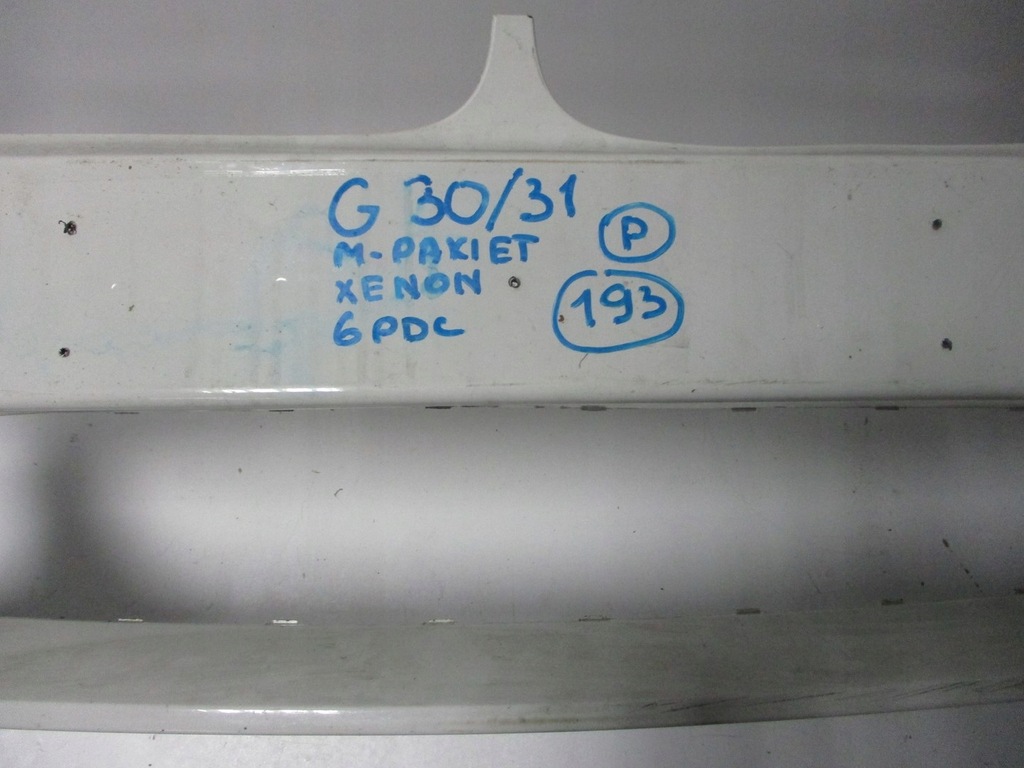 G 30/31
M-PAKIET
XENON
6PDC
P
193